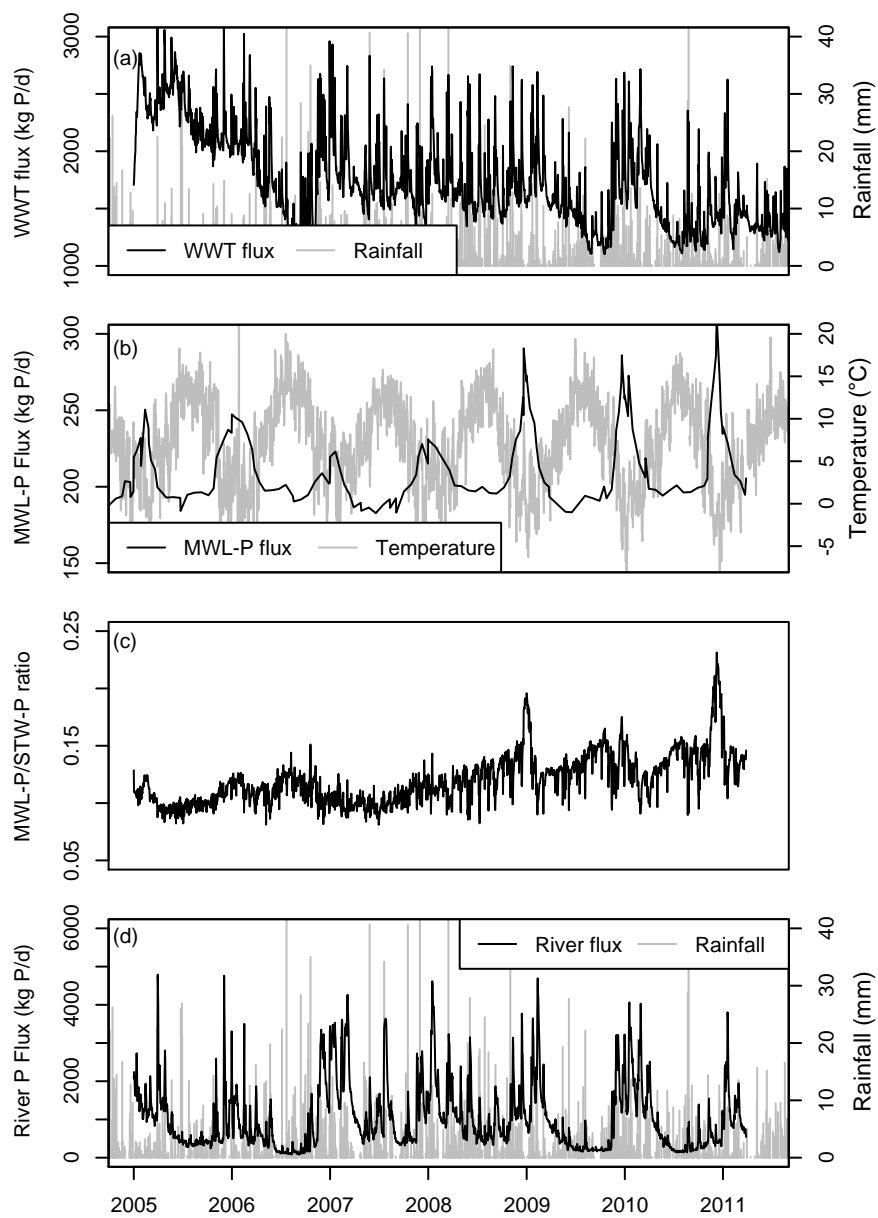 (a)
WWT flux (kg P/d)
3000
2000
1000
Rainfall (mm)
40
30
20
10
0
WWT flux
Rainfall
(b)
MWL-P Flux (kg P/d)
300
250
200
150
Temperature (°C)
20
15
10
5
0
-5
MWL-P flux
Temperature
(c)
MWL-P/STW-P ratio
0.25
0.15
0.05
(d)
River P Flux (kg P/d)
6000
4000
2000
0
Rainfall (mm)
40
30
20
10
0
River flux
Rainfall
2005 2006 2007 2008 2009 2010 2011